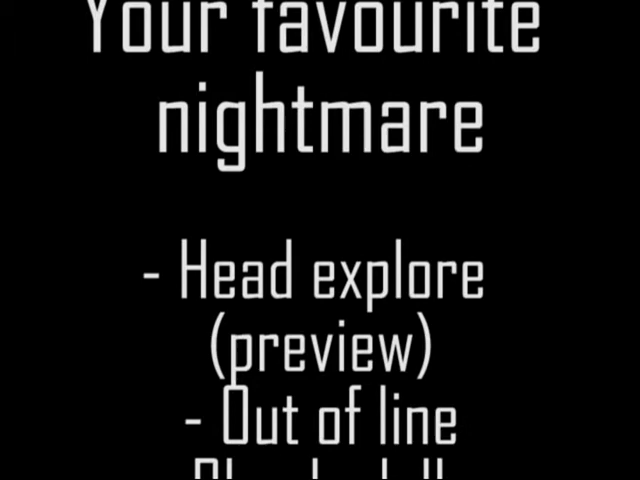 Your favourite
nightmare
- Head explore
(preview)
- Out of line